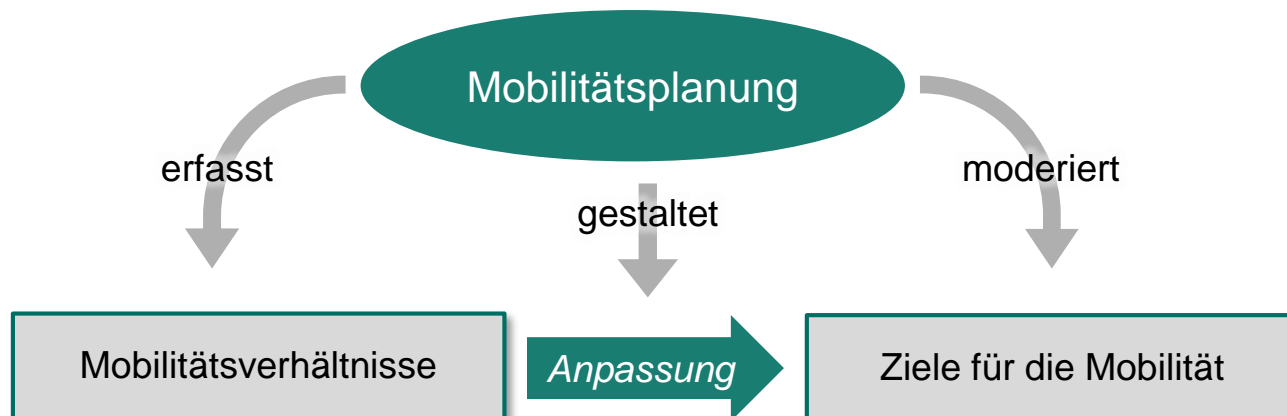 Mobilitätsplanung
erfasst
moderiert
gestaltet
Mobilitätsverhältnisse
Anpassung
Ziele für die Mobilität